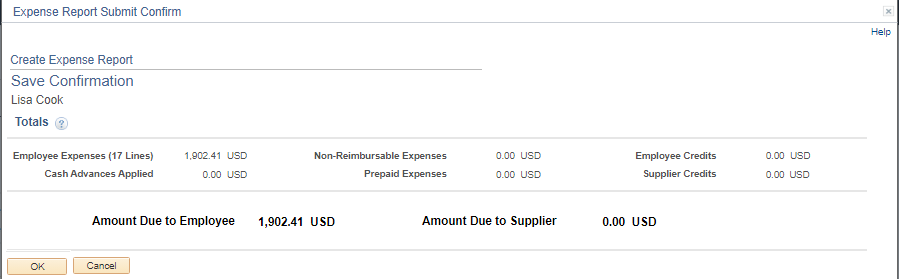 Expense Report Submit Confirm
Help
Create Expense Report
Save Confirmation
Lisa Cook
Totals ?
Employee Expenses (17 Lines) 1,902.41 USD Non-Reimbursable Expenses 0.00 USD Employee Credits 0.00 USD
Cash Advances Applied 0.00 USD Prepaid Expenses 0.00 USD Supplier Credits 0.00 USD
Amount Due to Employee 1,902.41 USD Amount Due to Supplier 0.00 USD
OK Cancel